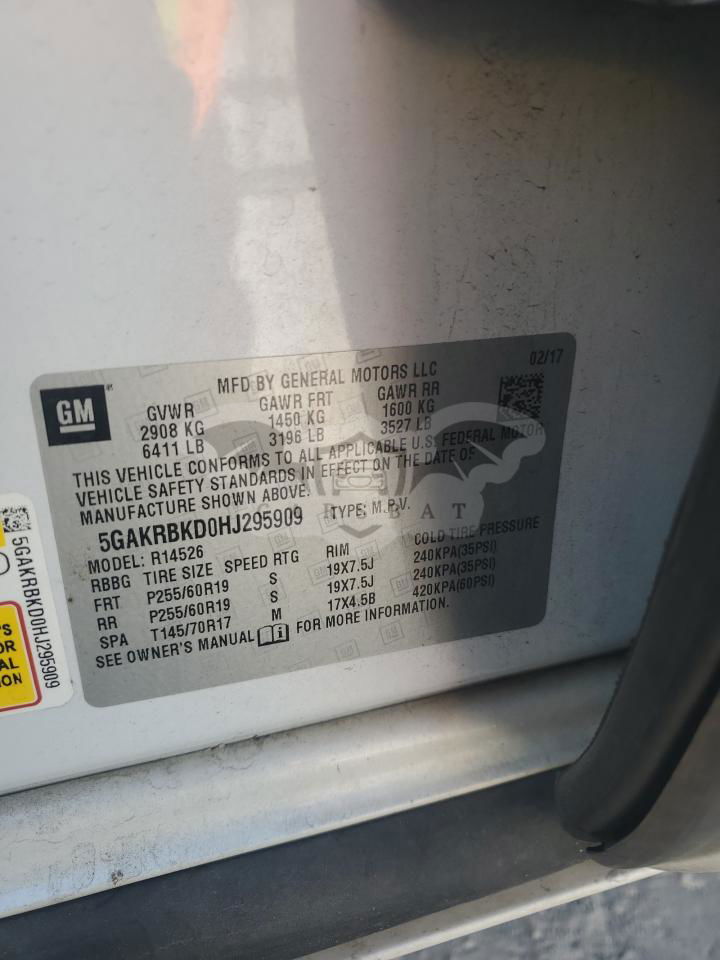 02/17
MFD BY GENERAL MOTORS LLC
GM
GVWR GAWR FRT GAWR RR
2908 KG 1450 KG 1600 KG
6411 LB 3196 LB 3527 LB
THIS VEHICLE CONFORMS TO ALL APPLICABLE U.S. FEDERAL MOTOR
VEHICLE SAFETY STANDARDS IN EFFECT ON THE DATE OF
MANUFACTURE SHOWN ABOVE.
5GAKRBKD0HJ295909 TYPE: M.P.V.
MODEL: R14526
RBBG TIRE SIZE SPEED RTG RIM COLD TIRE PRESSURE
FRT P255/60R19 S 19X7.5J 240KPA(35PSI)
RR P255/60R19 S 19X7.5J 240KPA(35PSI)
SPA T145/70R17 M 17X4.5B 420KPA(60PSI)
SEE OWNER'S MANUAL FOR MORE INFORMATION.
5GAKRBKD0HJ295909